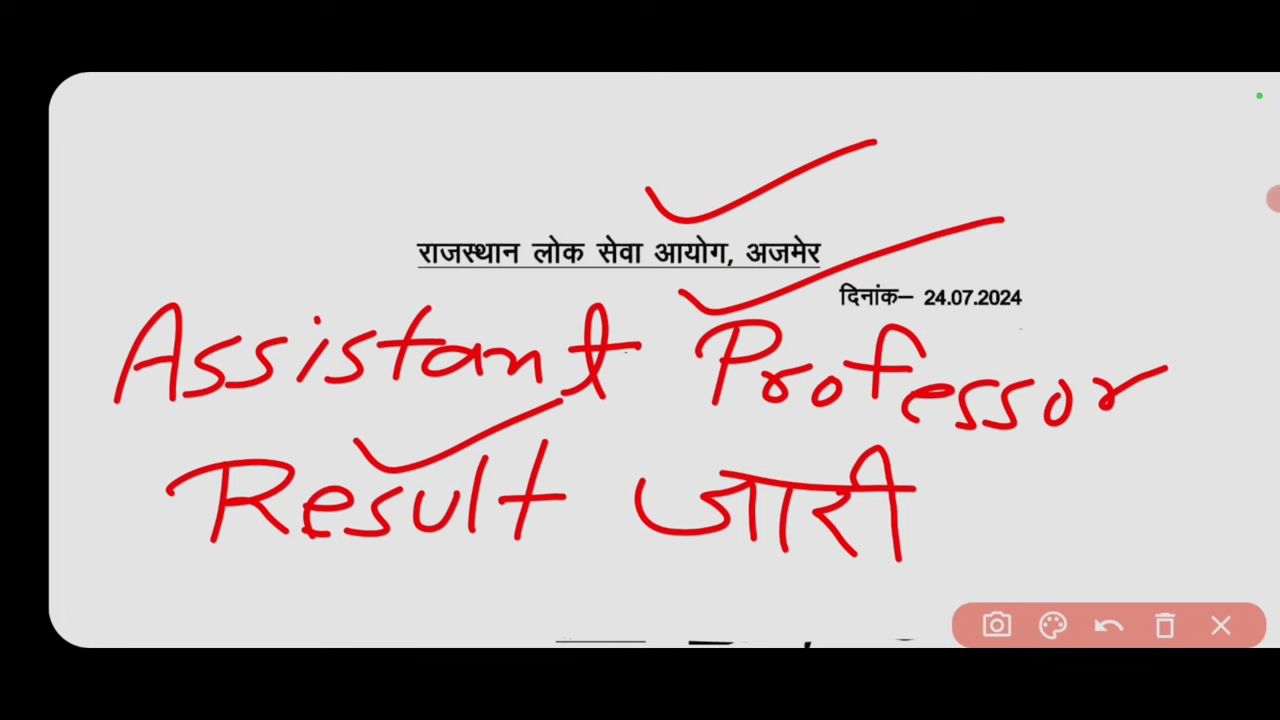 राजस्थान लोक सेवा आयोग, अजमेर
दिनांक– 24.07.2024
Assistant Professor
Result जारी